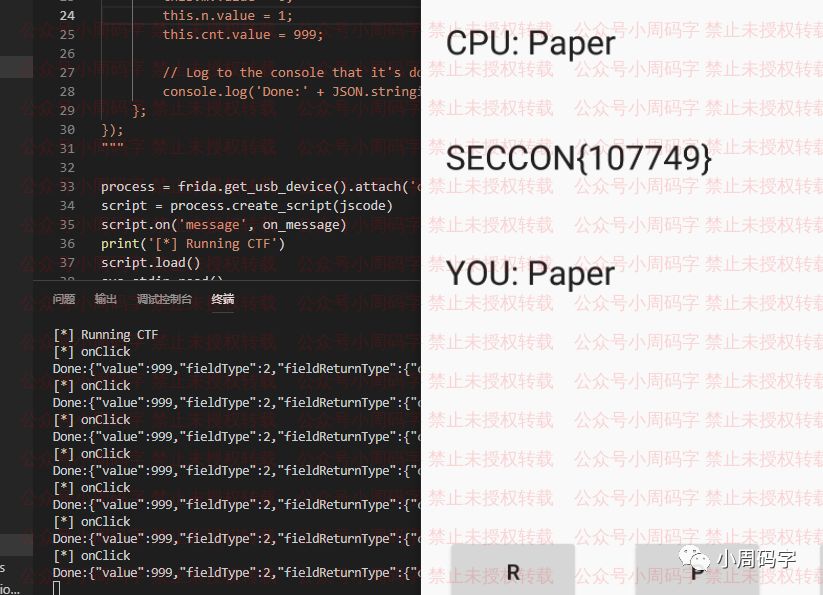 24 this.n.value = 1;
25 this.cnt.value = 999;
26
27 // Log to the console that it's do
28 console.log('Done:' + JSON.stringi
29 };
30 });
31 """
32
33 process = frida.get_usb_device().attach('c
34 script = process.create_script(jscode)
35 script.on('message', on_message)
36 print('[*] Running CTF')
37 script.load()
问题 输出 调试控制台 终端
[*] Running CTF
[*] onClick
Done:{"value":999,"fieldType":2,"fieldReturnType":{"c
[*] onClick
Done:{"value":999,"fieldType":2,"fieldReturnType":{"c
[*] onClick
Done:{"value":999,"fieldType":2,"fieldReturnType":{"c
[*] onClick
Done:{"value":999,"fieldType":2,"fieldReturnType":{"c
[*] onClick
Done:{"value":999,"fieldType":2,"fieldReturnType":{"c
[*] onClick
Done:{"value":999,"fieldType":2,"fieldReturnType":{"c
[*] onClick
Done:{"value":999,"fieldType":2,"fieldReturnType":{"c
CPU: Paper
SECCON{107749}
YOU: Paper
R P
小周码字
公众号小周码字 禁止未授权转载